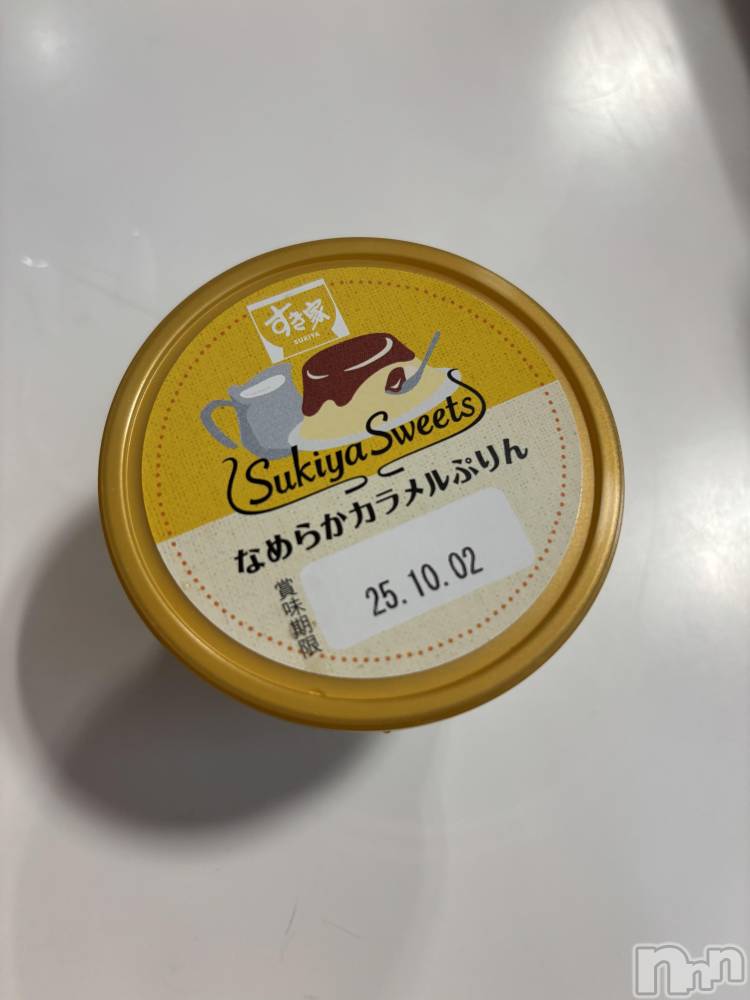 すき家
SUKIYA
Sukiya Sweets
なめらかカラメルぷりん
賞味期限
25.10.02
nnn